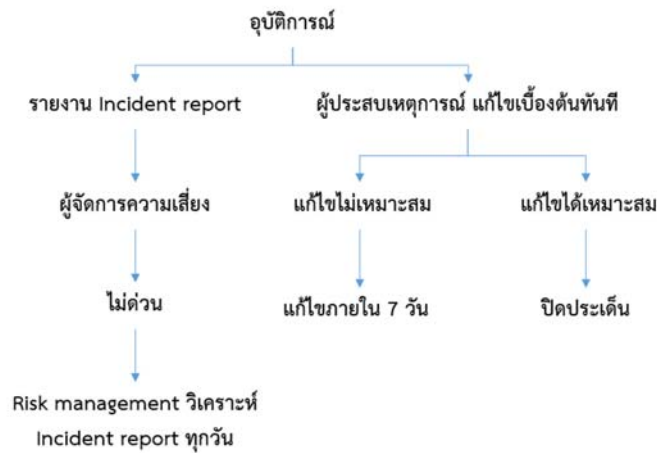 อุบัติการณ์
รายงาน Incident report
ผู้ประสบเหตุการณ์ แก้ไขเบื้องต้นทันที
ผู้จัดการความเสี่ยง
แก้ไขไม่เหมาะสม
แก้ไขได้เหมาะสม
ไม่ด่วน
แก้ไขภายใน 7 วัน
ปิดประเด็น
Risk management วิเคราะห์
Incident report ทุกวัน